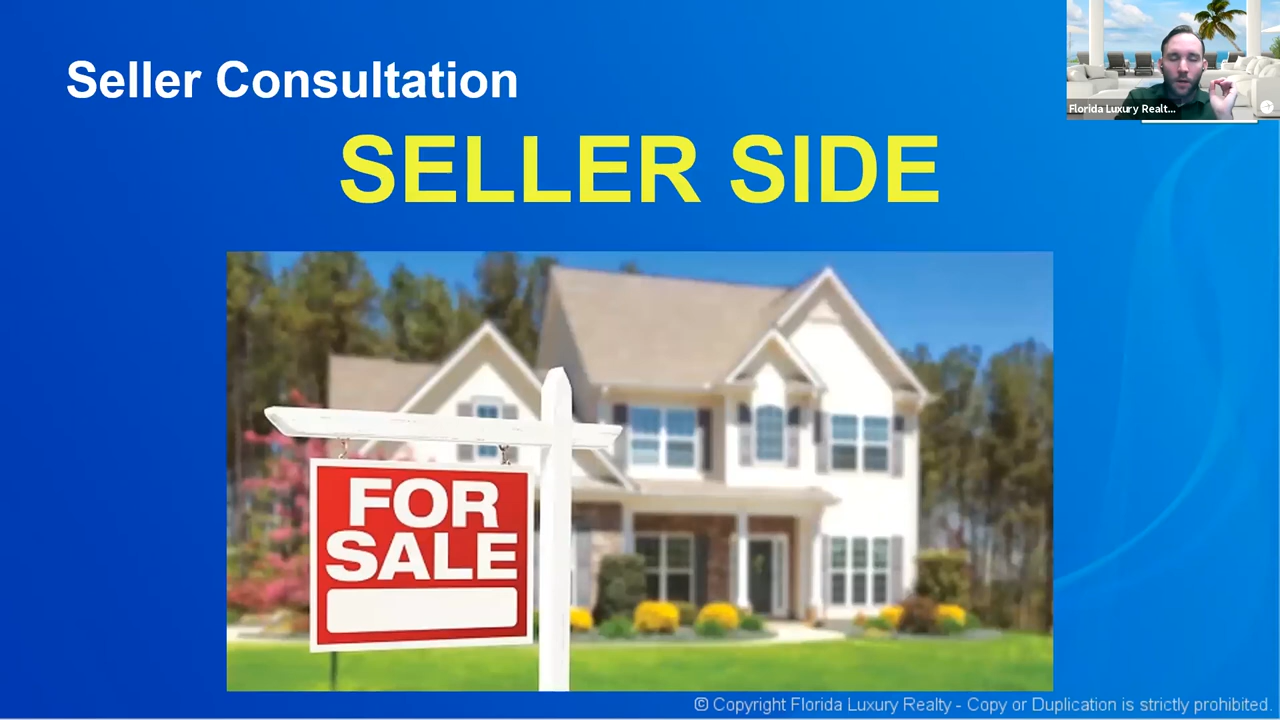 Seller Consultation
Florida Luxury Realt...
SELLER SIDE
FOR
SALE
© Copyright Florida Luxury Realty - Copy or Duplication is strictly prohibited.